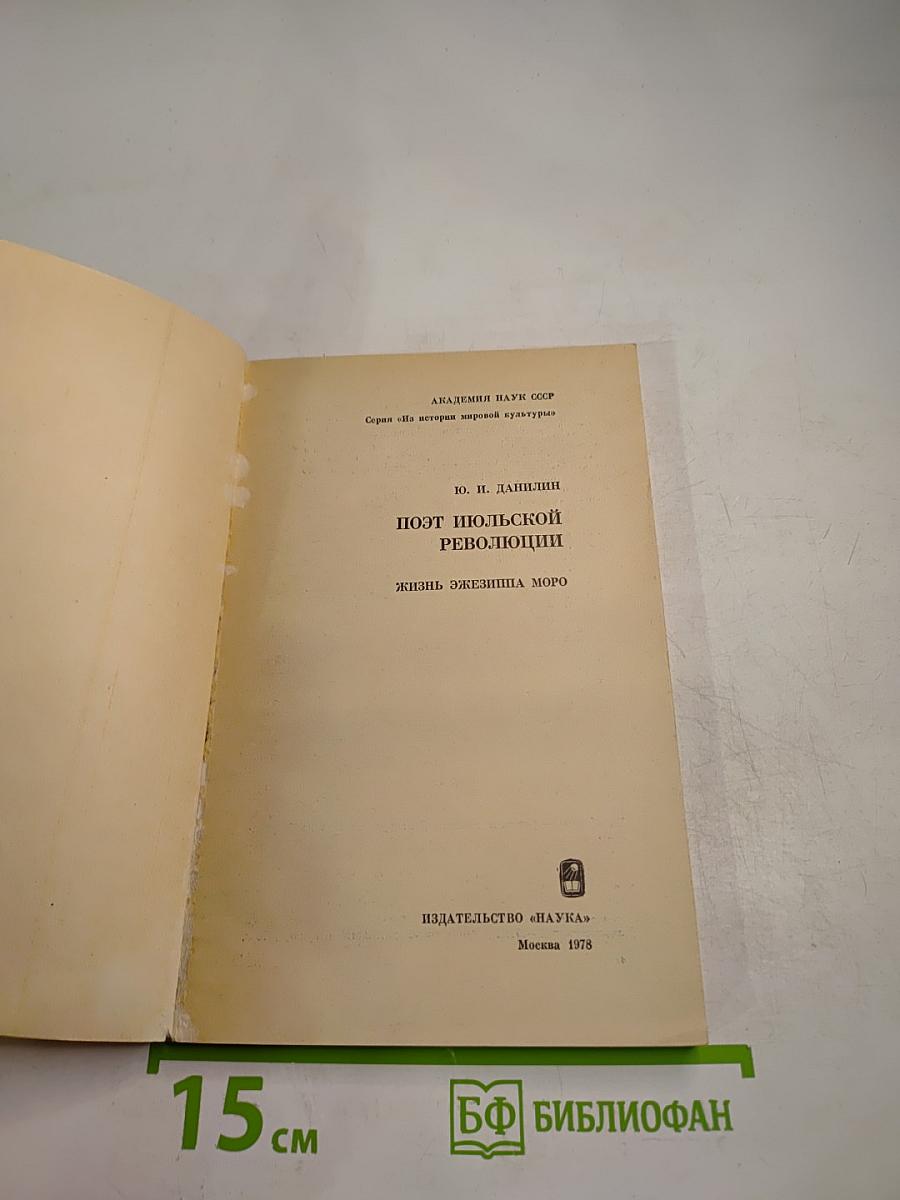 АКАДЕМИЯ НАУК СССР
Серия «Из истории мировой культуры»
Ю. И. ДАНИЛИН
ПОЭТ ИЮЛЬСКОЙ
РЕВОЛЮЦИИ
ЖИЗНЬ ЭЖЕЗИППА МОРО
ИЗДАТЕЛЬСТВО «НАУКА»
Москва 1978
15 см
БФ БИБЛИОФАН